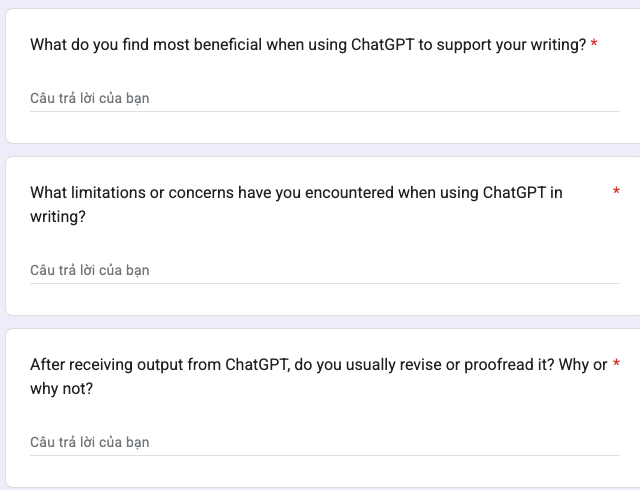 What do you find most beneficial when using ChatGPT to support your writing? *
Câu trả lời của bạn
What limitations or concerns have you encountered when using ChatGPT in *
writing?
Câu trả lời của bạn
After receiving output from ChatGPT, do you usually revise or proofread it? Why or *
why not?
Câu trả lời của bạn